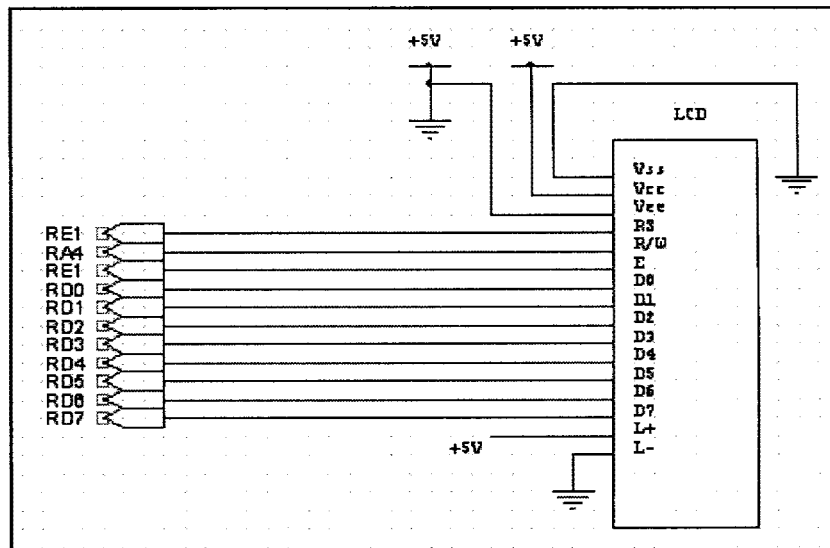 +5V
+5V
LCD
Vss
Vcc
Vee
RS
R/W
E
D0
D1
D2
D3
D4
D5
D6
D7
L+
L-
RE1
RA4
RE1
RD0
RD1
RD2
RD3
RD4
RD5
RD6
RD7
+5V